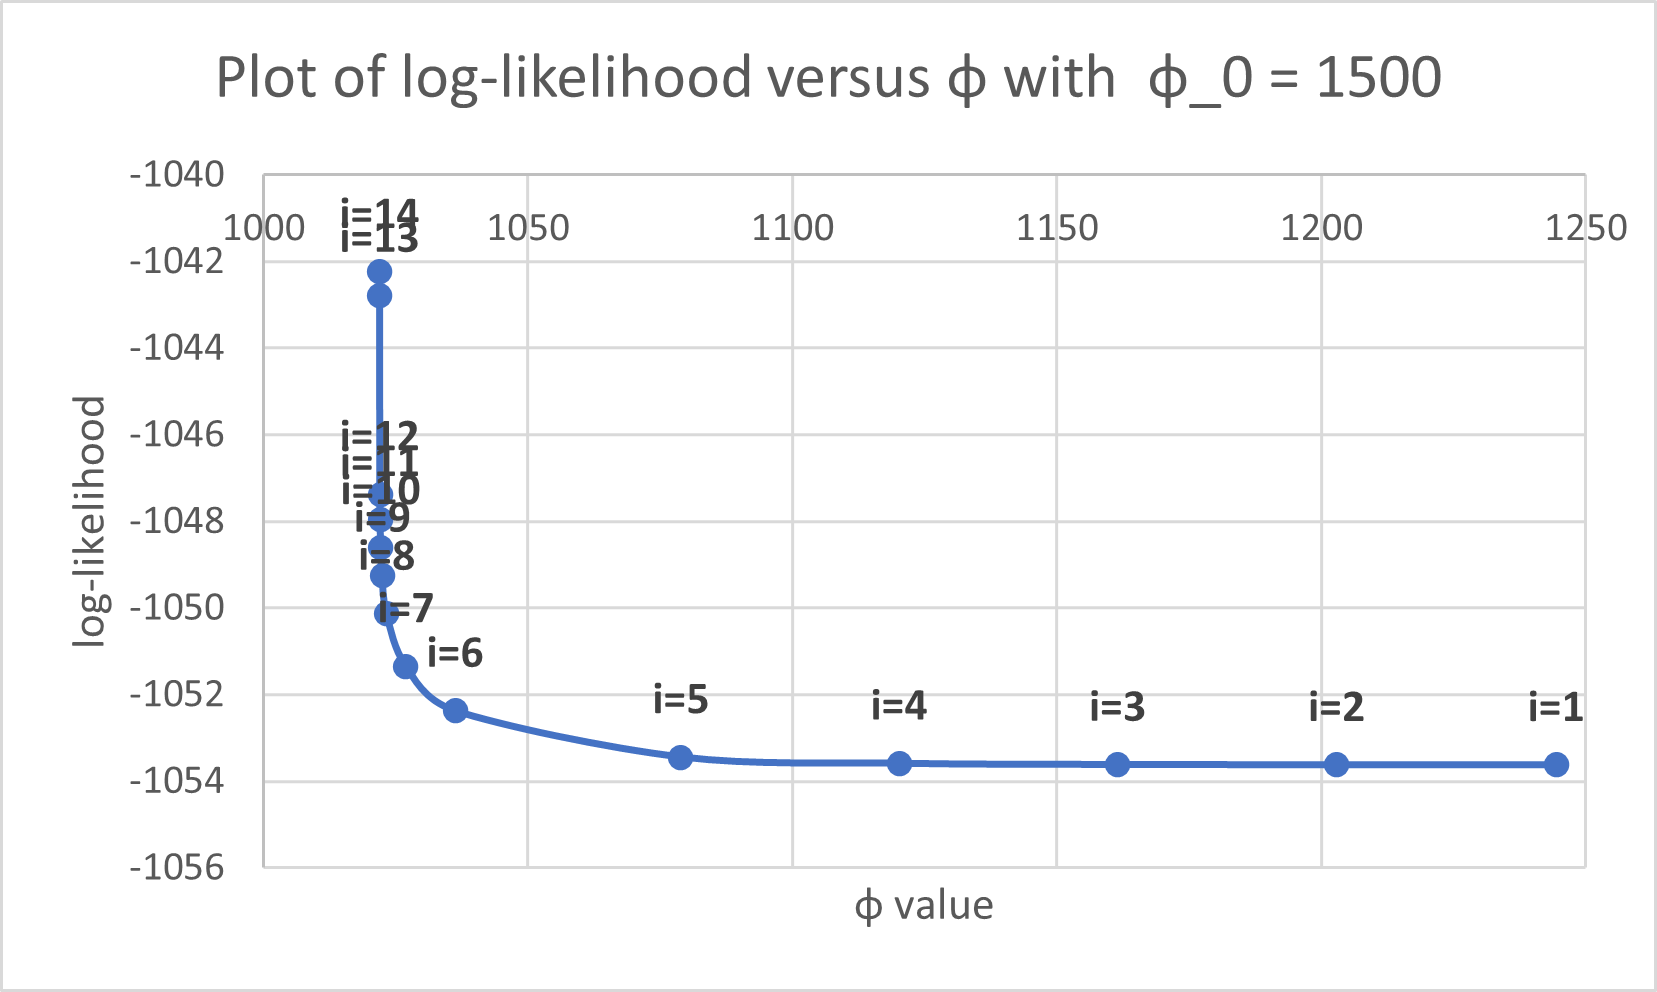 Plot of log-likelihood versus ϕ with ϕ_0 = 1500
-1040
i=14
1000 1050 1100 1150 1200 1250
i=13
-1042
-1044
-1046
i=12
i=11
i=10
-1048
i=9
i=8
-1050
i=7
i=6
-1052
i=5 i=4 i=3 i=2 i=1
-1054
-1056
log-likelihood
ϕ value